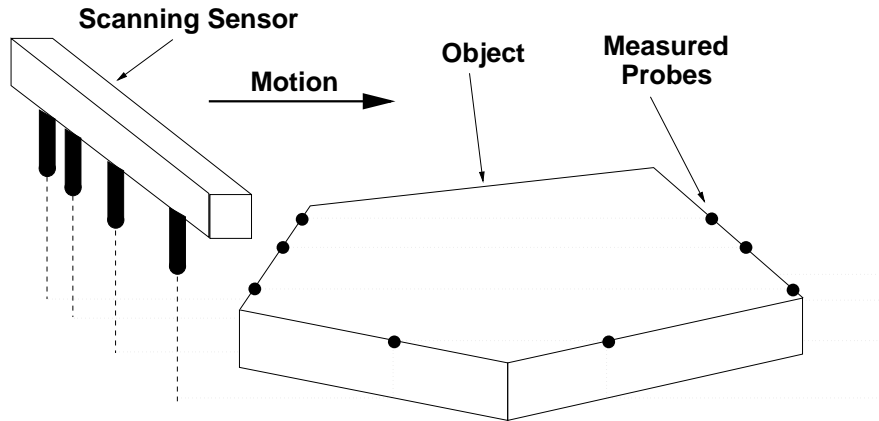 Scanning Sensor
Motion
Object
Measured
Probes